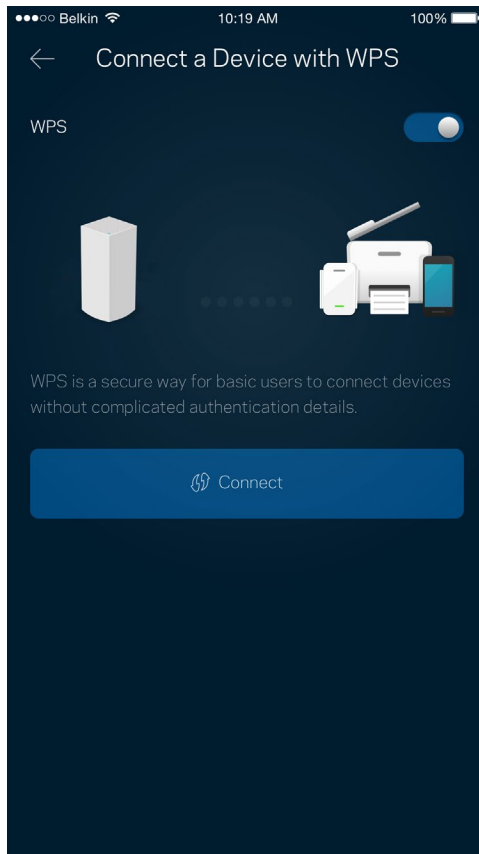 Belkin 10:19 AM 100%
Connect a Device with WPS
WPS
WPS is a secure way for basic users to connect devices
without complicated authentication details.
Connect